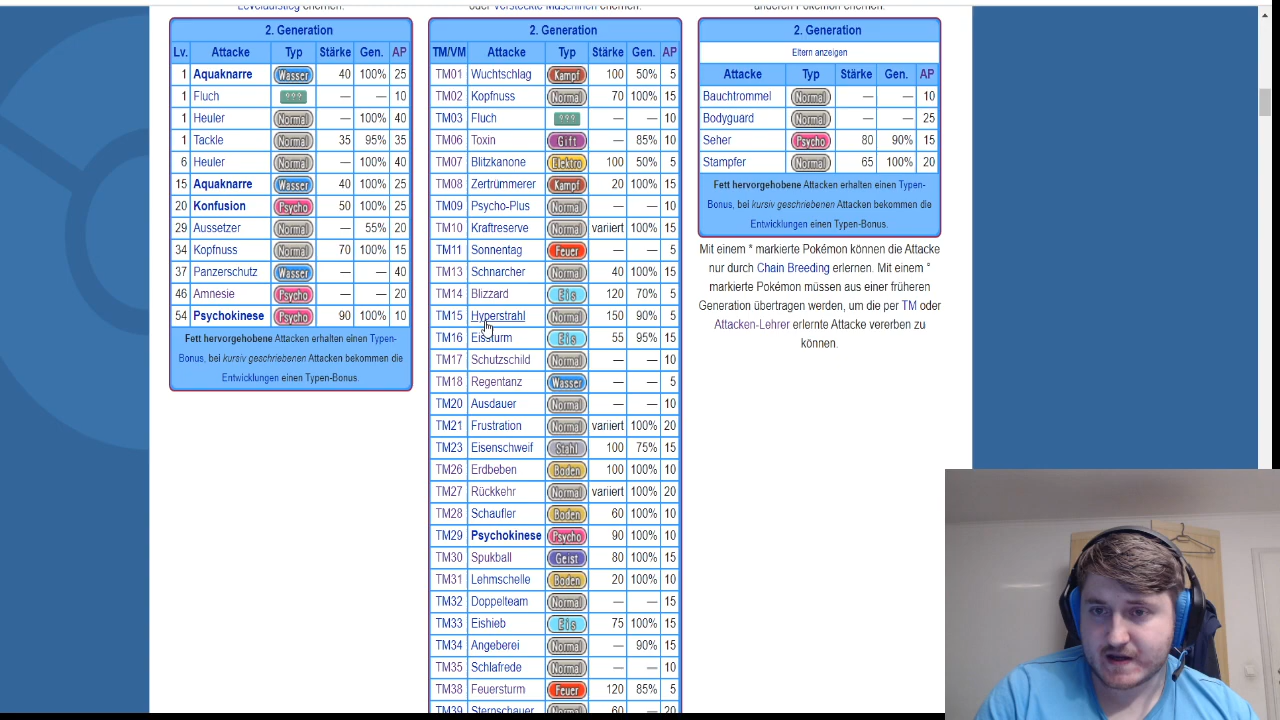 Levelaufstieg erlernen.
oder Versteckte Maschinen erlernen.
anderen Pokémon erlernen.
2. Generation
Lv. Attacke Typ Stärke Gen. AP
1 Aquaknarre Wasser 40 100% 25
1 Fluch ??? — — 10
1 Heuler Normal — 100% 40
1 Tackle Normal 35 95% 35
6 Heuler Normal — 100% 40
15 Aquaknarre Wasser 40 100% 25
20 Konfusion Psycho 50 100% 25
29 Aussetzer Normal — 55% 20
34 Kopfnuss Normal 70 100% 15
37 Panzerschutz Wasser — — 40
46 Amnesie Psycho — — 20
54 Psychokinese Psycho 90 100% 10
Fett hervorgehobene Attacken erhalten einen Typen-
Bonus, bei kursiv geschriebenen Attacken bekommen die
Entwicklungen einen Typen-Bonus.
2. Generation
TM/VM Attacke Typ Stärke Gen. AP
TM01 Wuchtschlag Kampf 100 50% 5
TM02 Kopfnuss Normal 70 100% 15
TM03 Fluch ??? — — 10
TM06 Toxin Gift — 85% 10
TM07 Blitzkanone Elektro 100 50% 5
TM08 Zertrümmerer Kampf 20 100% 15
TM09 Psycho-Plus Normal — — 10
TM10 Kraftreserve Normal variiert 100% 15
TM11 Sonnentag Feuer — — 5
TM13 Schnarcher Normal 40 100% 15
TM14 Blizzard Eis 120 70% 5
TM15 Hyperstrahl Normal 150 90% 5
TM16 Eissturm Eis 55 95% 15
TM17 Schutzschild Normal — — 10
TM18 Regentanz Wasser — — 5
TM20 Ausdauer Normal — — 10
TM21 Frustration Normal variiert 100% 20
TM23 Eisenschweif Stahl 100 75% 15
TM26 Erdbeben Boden 100 100% 10
TM27 Rückkehr Normal variiert 100% 20
TM28 Schaufler Boden 60 100% 10
TM29 Psychokinese Psycho 90 100% 10
TM30 Spukball Geist 80 100% 15
TM31 Lehmschelle Boden 20 100% 10
TM32 Doppelteam Normal — — 15
TM33 Eishieb Eis 75 100% 15
TM34 Angeberei Normal — 90% 15
TM35 Schlafrede Normal — — 10
TM38 Feuersturm Feuer 120 85% 5
TM39 Sternschauer Normal 60 — 20
2. Generation
Eltern anzeigen
Attacke Typ Stärke Gen. AP
Bauchtrommel Normal — — 10
Bodyguard Normal — — 25
Seher Psycho 80 90% 15
Stampfer Normal 65 100% 20
Fett hervorgehobene Attacken erhalten einen Typen-
Bonus, bei kursiv geschriebenen Attacken bekommen die
Entwicklungen einen Typen-Bonus.
Mit einem * markierte Pokémon können die Attacke
nur durch Chain Breeding erlernen. Mit einem °
markierte Pokémon müssen aus einer früheren
Generation übertragen werden, um die per TM oder
Attacken-Lehrer erlernte Attacke vererben zu
können.